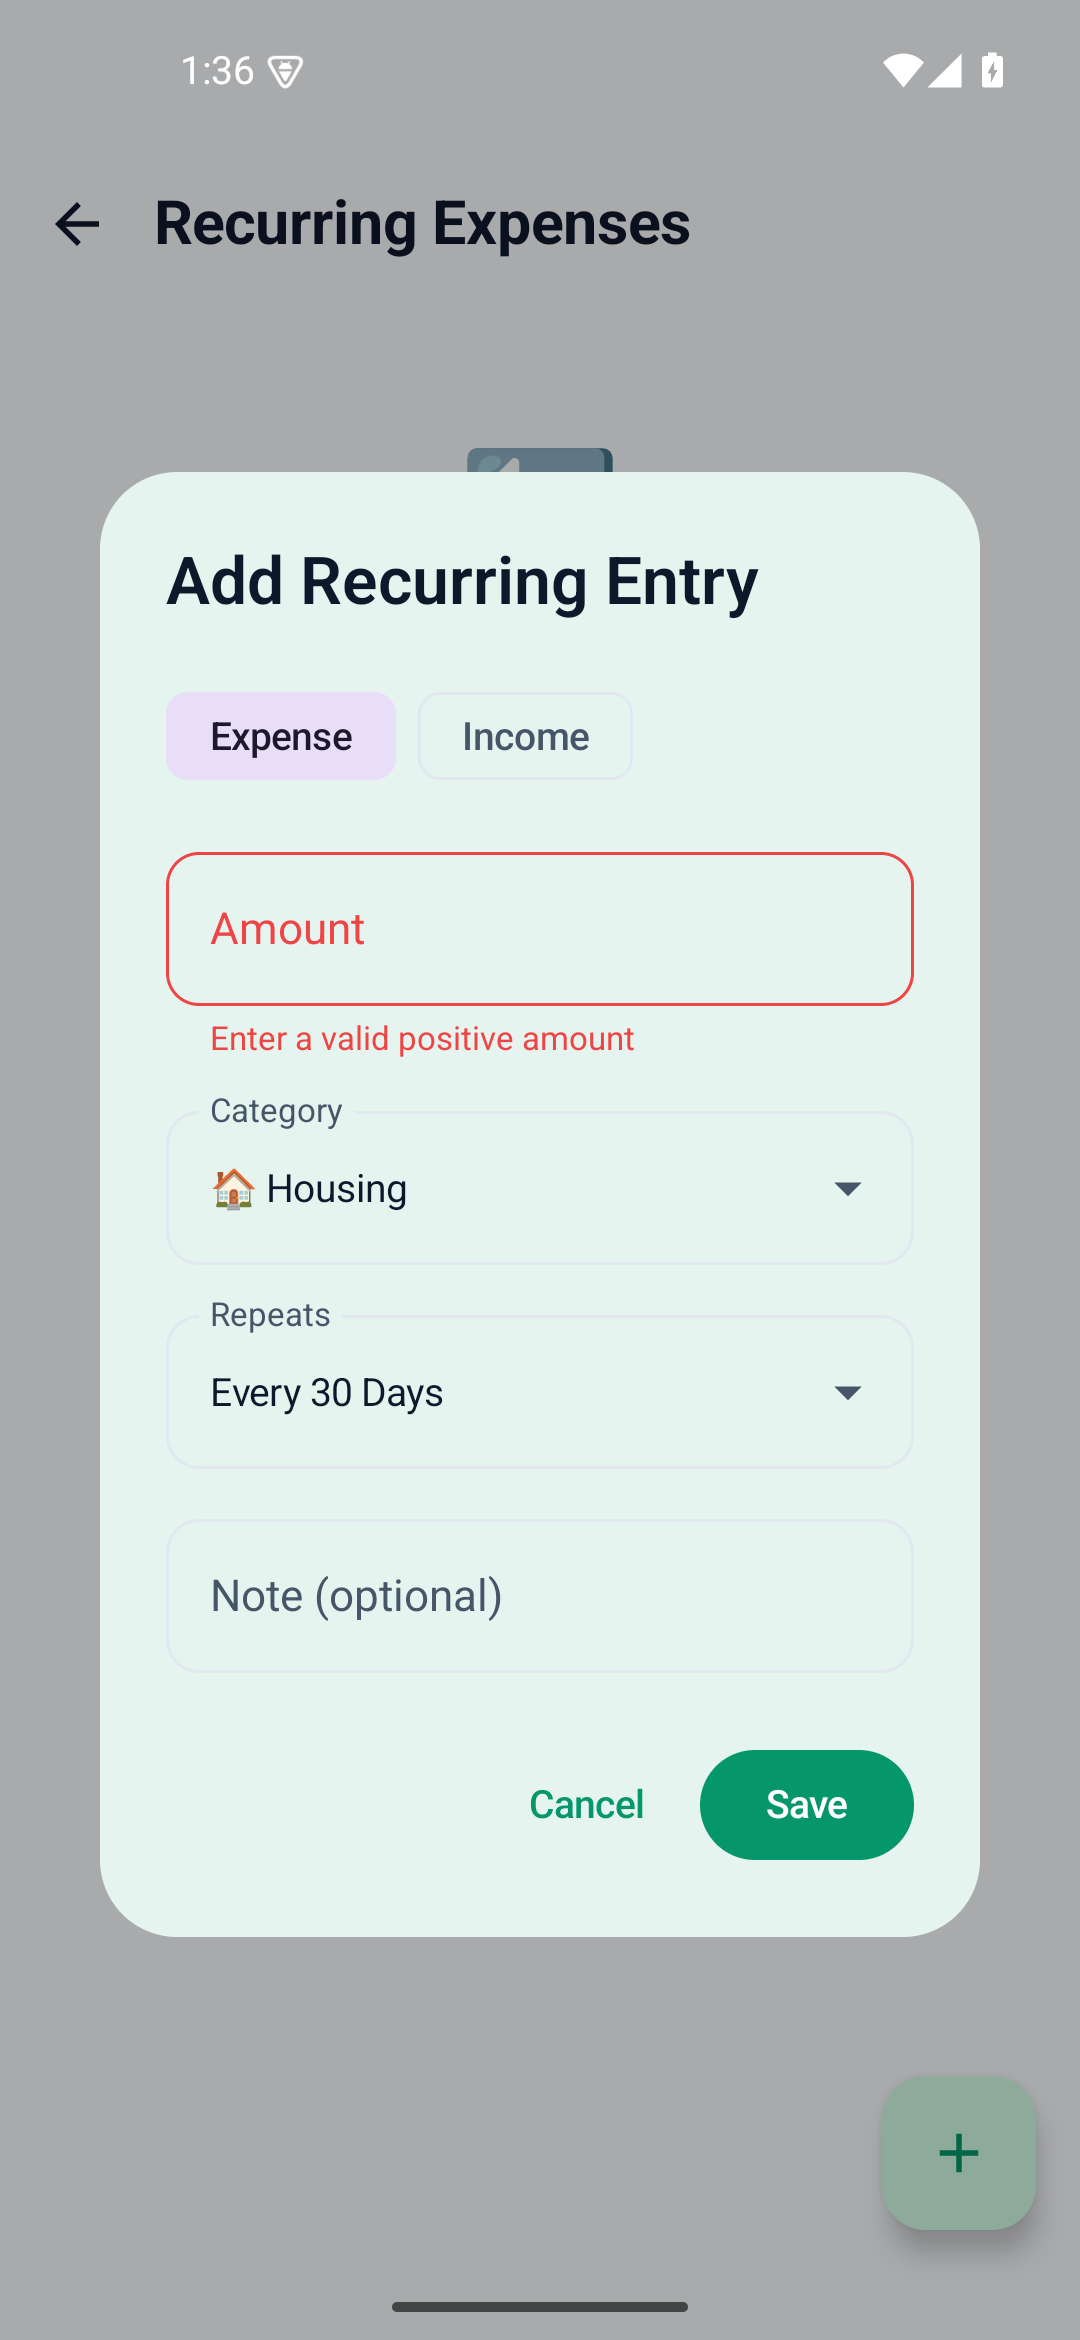 1:36
Recurring Expenses
Add Recurring Entry
Expense
Income
Amount
Enter a valid positive amount
Category
🏠 Housing
Repeats
Every 30 Days
Note (optional)
Cancel
Save